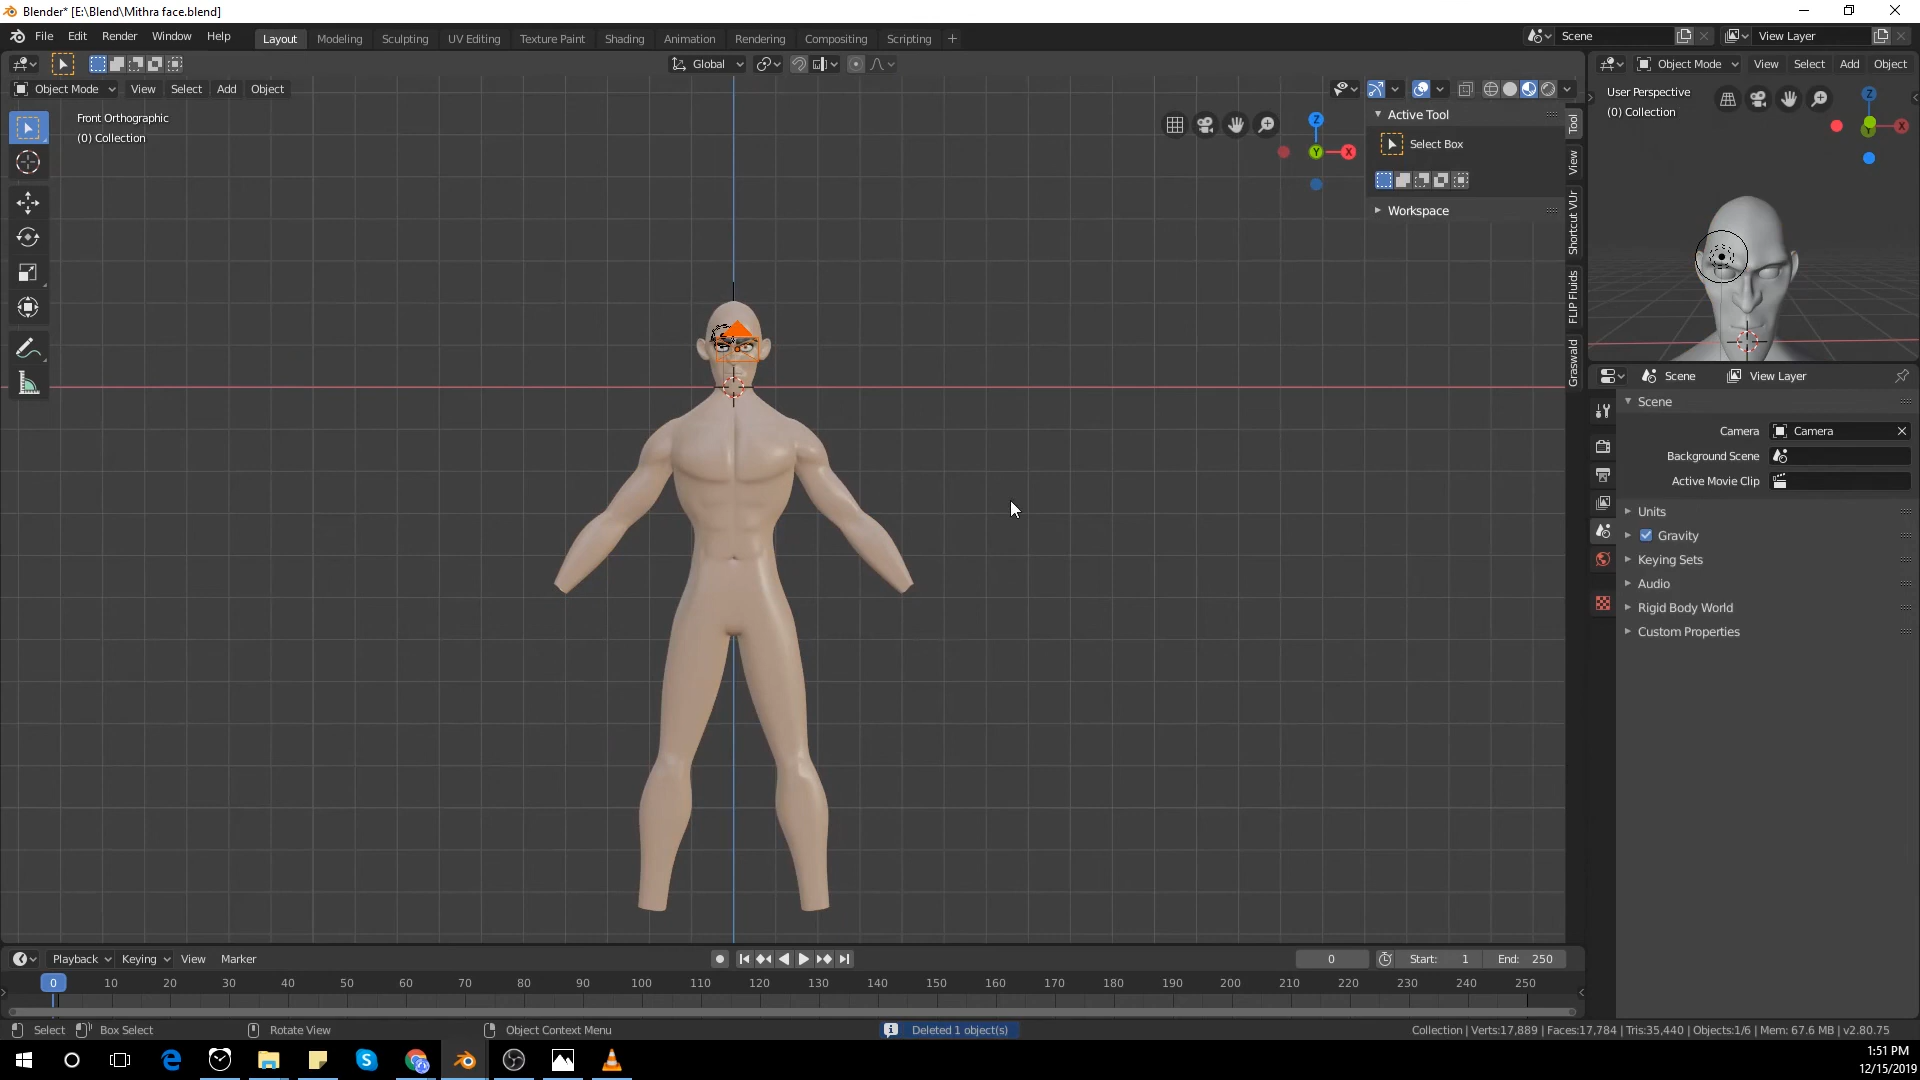 Blender* [E:\Blend\Mithra face.blend]
File Edit Render Window Help
Layout Modeling Sculpting UV Editing Texture Paint Shading Animation Rendering Compositing Scripting +
Scene
View Layer
Global
Object Mode View Select Add Object
Object Mode View Select Add Object
Front Orthographic
(0) Collection
Z
Y
X
Active Tool
Select Box
Workspace
Tool
View
Shortcut VUr
FLIP Fluids
Graswald
User Perspective
(0) Collection
Z
Y
X
Scene View Layer
Scene
Camera Camera
Background Scene
Active Movie Clip
Units
Gravity
Keying Sets
Audio
Rigid Body World
Custom Properties
Playback Keying View Marker
0 Start: 1 End: 250
0 10 20 30 40 50 60 70 80 90 100 110 120 130 140 150 160 170 180 190 200 210 220 230 240 250
Select Box Select Rotate View Object Context Menu Deleted 1 object(s)
Collection | Verts:17,889 | Faces:17,784 | Tris:35,440 | Objects:1/6 | Mem: 67.6 MB | v2.80.75
1:51 PM
12/15/2019